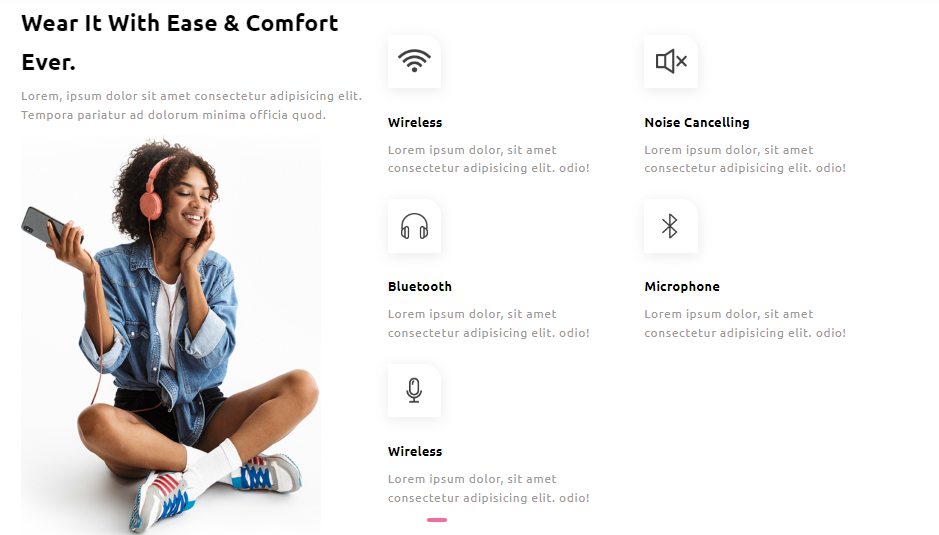 Wear It With Ease & Comfort
Ever.
Lorem, ipsum dolor sit amet consectetur adipisicing elit.
Tempora pariatur ad dolorum minima officia quod.
Wireless
Lorem ipsum dolor, sit amet
consectetur adipisicing elit. odio!
Noise Cancelling
Lorem ipsum dolor, sit amet
consectetur adipisicing elit. odio!
Bluetooth
Lorem ipsum dolor, sit amet
consectetur adipisicing elit. odio!
Microphone
Lorem ipsum dolor, sit amet
consectetur adipisicing elit. odio!
Wireless
Lorem ipsum dolor, sit amet
consectetur adipisicing elit. odio!